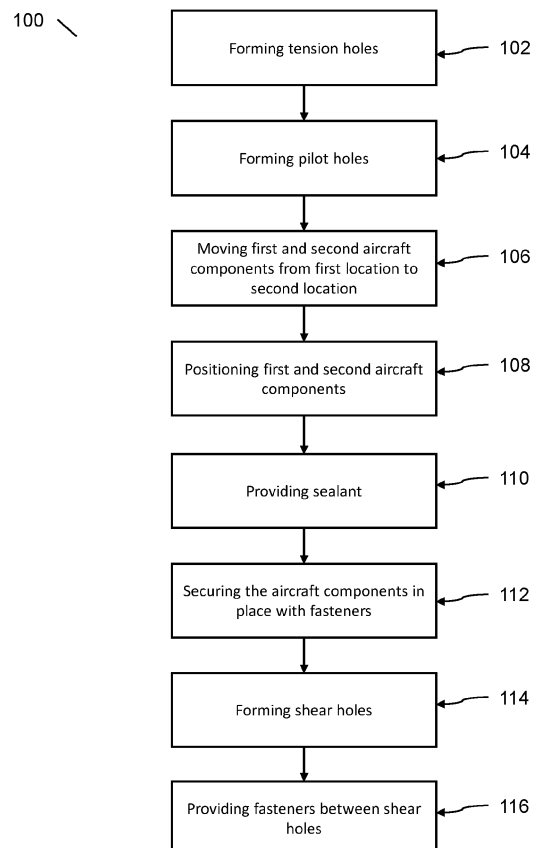 100
Forming tension holes
102
Forming pilot holes
104
Moving first and second aircraft
components from first location to
second location
106
Positioning first and second aircraft
components
108
Providing sealant
110
Securing the aircraft components in
place with fasteners
112
Forming shear holes
114
Providing fasteners between shear
holes
116